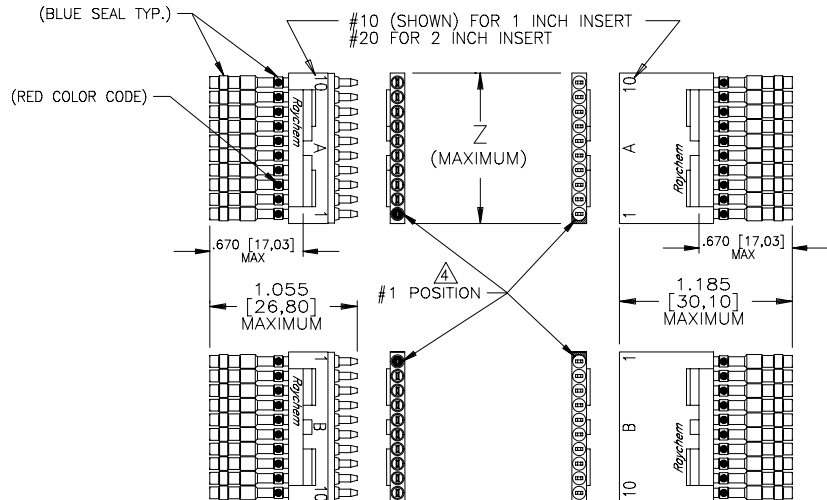 (BLUE SEAL TYP.)
#10 (SHOWN) FOR 1 INCH INSERT
#20 FOR 2 INCH INSERT
(RED COLOR CODE)
10
Raychem
A
1
Z
(MAXIMUM)
10
A
Raychem
1
.670 [17,03]
MAX
.670 [17,03]
MAX
1.055
[26,80]
MAXIMUM
4
#1 POSITION
1.185
[30,10]
MAXIMUM
1
Raychem
B
10
1
B
Raychem
10